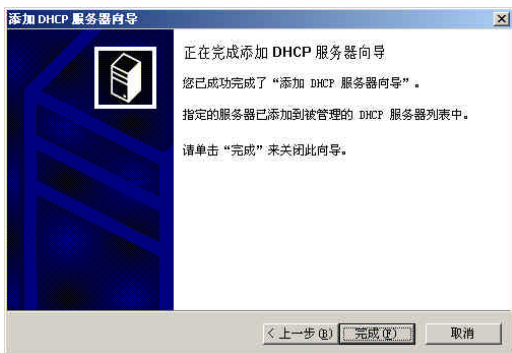 添加 DHCP 服务器向导
正在完成添加 DHCP 服务器向导
您已成功完成了“添加 DHCP 服务器向导”。
指定的服务器已添加到被管理的 DHCP 服务器列表中。
请单击“完成”来关闭此向导。
< 上一步(B) 完成(F) 取消